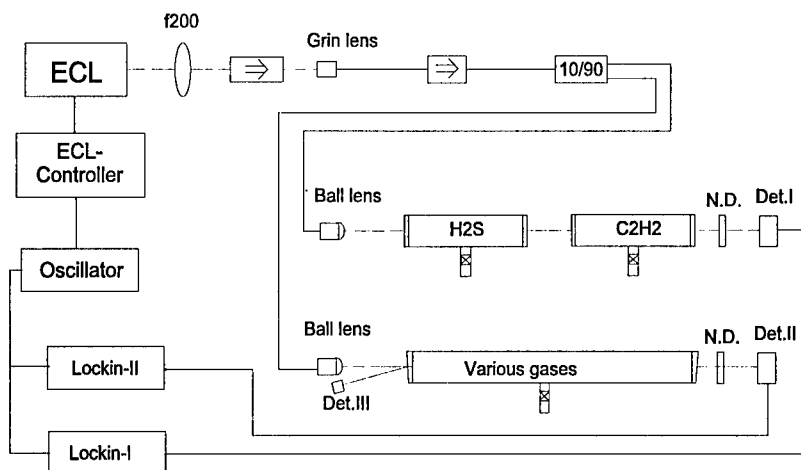 f200
Grin lens
ECL
10/90
ECL-
Controller
Ball lens
N.D.
Det.I
H2S
C2H2
Oscillator
Ball lens
N.D.
Det.II
Lockin-II
Various gases
Det.III
Lockin-I